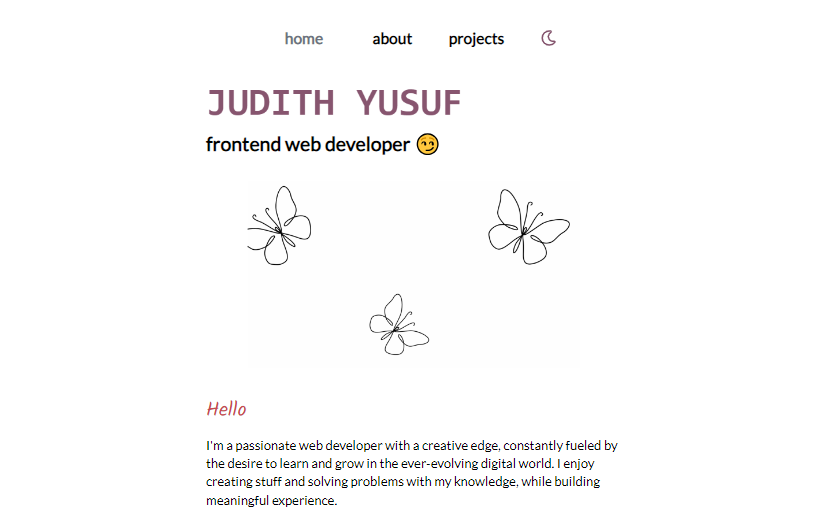 home about projects
JUDITH YUSUF
frontend web developer 😏
Hello
I'm a passionate web developer with a creative edge, constantly fueled by
the desire to learn and grow in the ever-evolving digital world. I enjoy
creating stuff and solving problems with my knowledge, while building
meaningful experience.